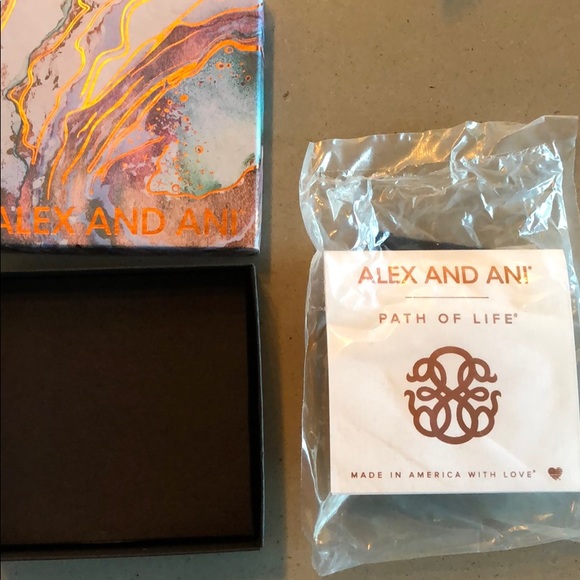 ALEX AND ANI
ALEX AND ANI®
PATH OF LIFE®
MADE IN AMERICA WITH LOVE®